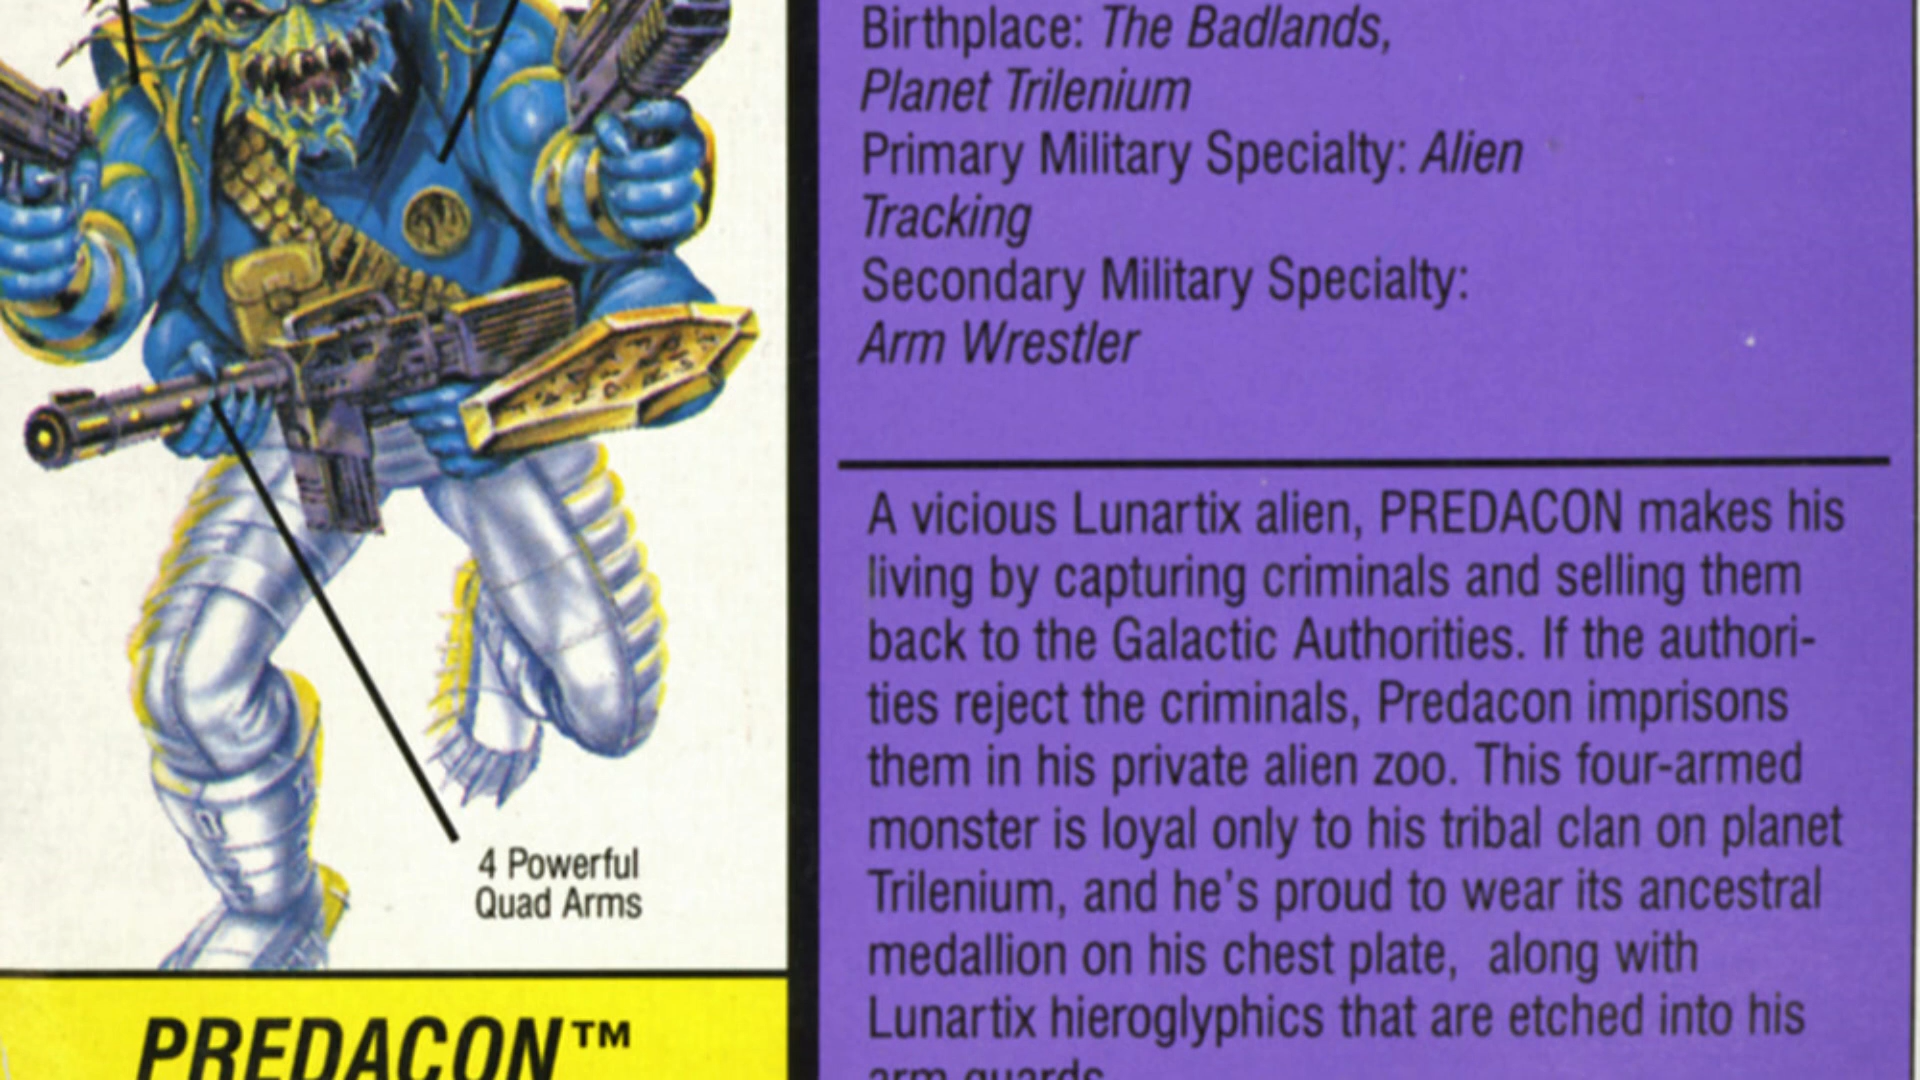 Birthplace: The Badlands,
Planet Trilenium
Primary Military Specialty: Alien
Tracking
Secondary Military Specialty:
Arm Wrestler
A vicious Lunartix alien, PREDACON makes his
living by capturing criminals and selling them
back to the Galactic Authorities. If the authori-
ties reject the criminals, Predacon imprisons
them in his private alien zoo. This four-armed
monster is loyal only to his tribal clan on planet
Trilenium, and he's proud to wear its ancestral
medallion on his chest plate, along with
Lunartix hieroglyphics that are etched into his
arm guards.
4 Powerful
Quad Arms
PREDACON™